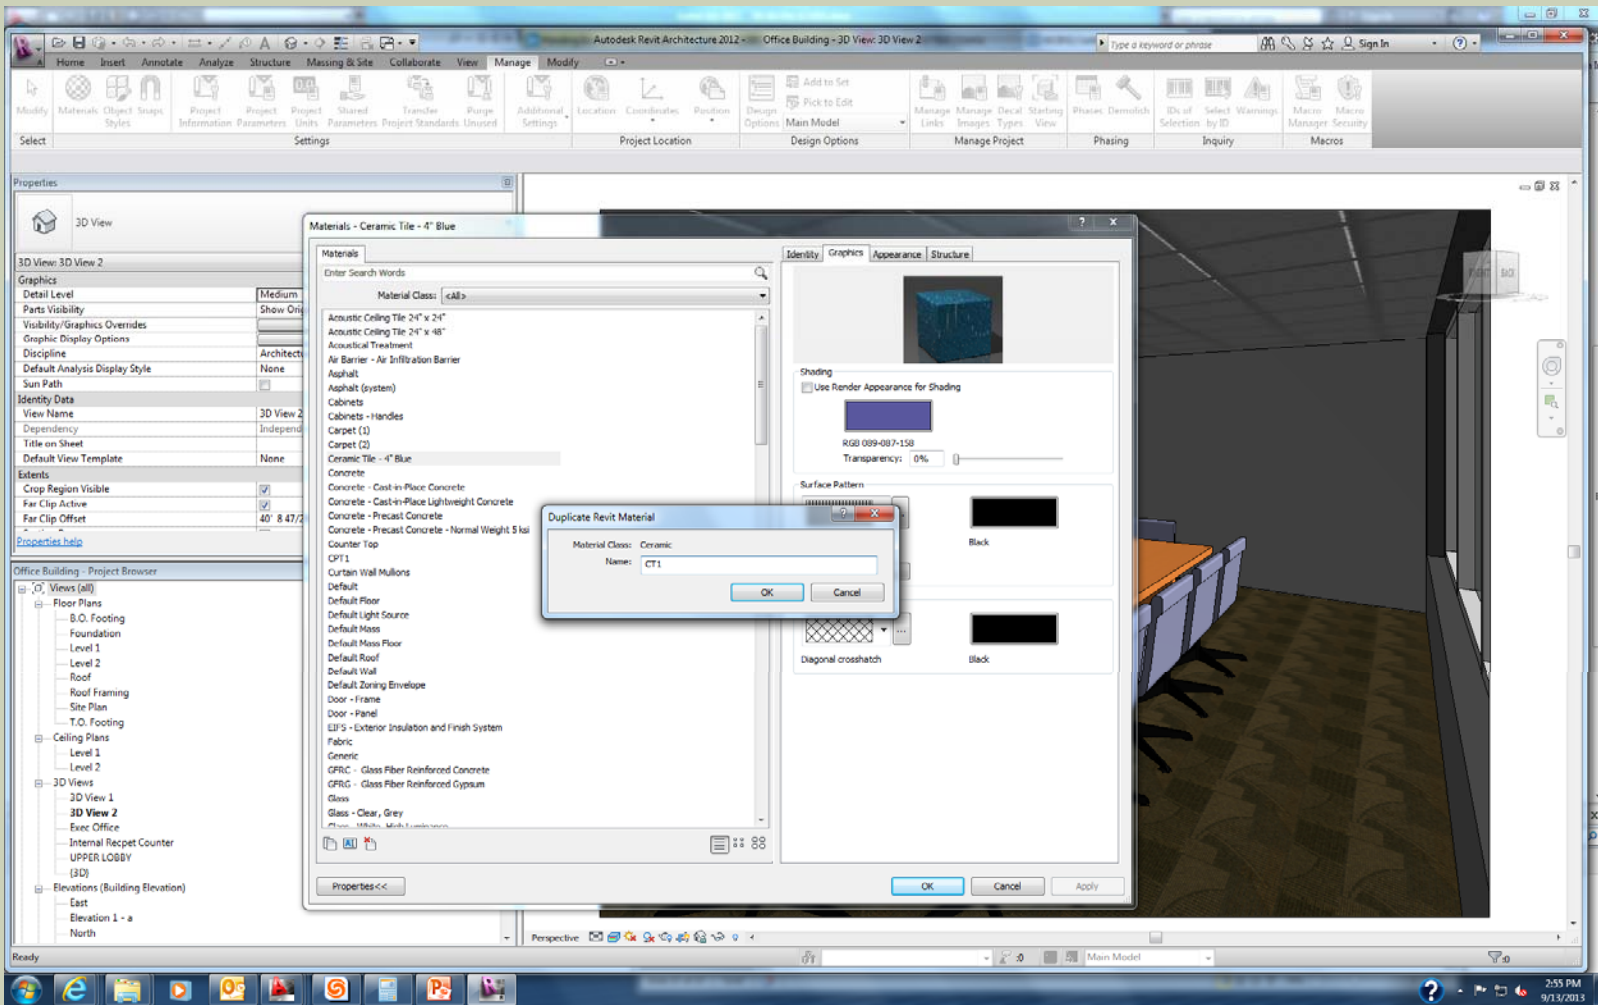 Autodesk Revit Architecture 2012 - Office Building - 3D View: 3D View 2
Type a keyword or phrase
Sign In
Home Insert Annotate Analyze Structure Massing & Site Collaborate View Manage Modify
Modify Materials Object Styles Snaps Project Information Project Parameters Project Units Shared Parameters Transfer Project Standards Purge Unused Additional Settings Location Coordinates Position Design Options Add to Set Pick to Edit Main Model Manage Links Manage Images Decal Types Starting View Phases Demolish IDs of Selection Select by ID Warnings Macro Manager Macro Security
Select Settings Project Location Design Options Manage Project Phasing Inquiry Macros
Properties
3D View
3D View: 3D View 2
Graphics
Detail Level Medium
Parts Visibility Show Orig
Visibility/Graphics Overrides
Graphic Display Options
Discipline Architect
Default Analysis Display Style None
Sun Path
Identity Data
View Name 3D View 2
Dependency Independ
Title on Sheet
Default View Template None
Extents
Crop Region Visible
Far Clip Active
Far Clip Offset 40' 8 47/2
Properties help
Office Building - Project Browser
Views (all)
Floor Plans
B.O. Footing
Foundation
Level 1
Level 2
Roof
Roof Framing
Site Plan
T.O. Footing
Ceiling Plans
Level 1
Level 2
3D Views
3D View 1
3D View 2
Exec Office
Internal Recpet Counter
UPPER LOBBY
{3D}
Elevations (Building Elevation)
East
Elevation 1 - a
North
Materials - Ceramic Tile - 4" Blue
Materials
Enter Search Words
Material Class: <All>
Acoustic Ceiling Tile 24" x 24"
Acoustic Ceiling Tile 24" x 48"
Acoustical Treatment
Air Barrier - Air Infiltration Barrier
Asphalt
Asphalt (system)
Cabinets
Cabinets - Handles
Carpet (1)
Carpet (2)
Ceramic Tile - 4" Blue
Concrete
Concrete - Cast-in-Place Concrete
Concrete - Cast-in-Place Lightweight Concrete
Concrete - Precast Concrete
Concrete - Precast Concrete - Normal Weight 5 ksi
Counter Top
CPT1
Curtain Wall Mullions
Default
Default Floor
Default Light Source
Default Mass
Default Mass Floor
Default Roof
Default Wall
Default Zoning Envelope
Door - Frame
Door - Panel
EIFS - Exterior Insulation and Finish System
Fabric
Generic
GFRC - Glass Fiber Reinforced Concrete
GFRG - Glass Fiber Reinforced Gypsum
Glass
Glass - Clear, Grey
Glass - White, High Luminance
Properties<<
Identity Graphics Appearance Structure
Shading
Use Render Appearance for Shading
RGB 089-087-158
Transparency: 0%
Surface Pattern
Black
Diagonal crosshatch Black
OK Cancel Apply
Duplicate Revit Material
Material Class: Ceramic
Name: CT1
OK Cancel
BACK
Perspective
Ready
:0
Main Model
:0
2:55 PM
9/13/2013